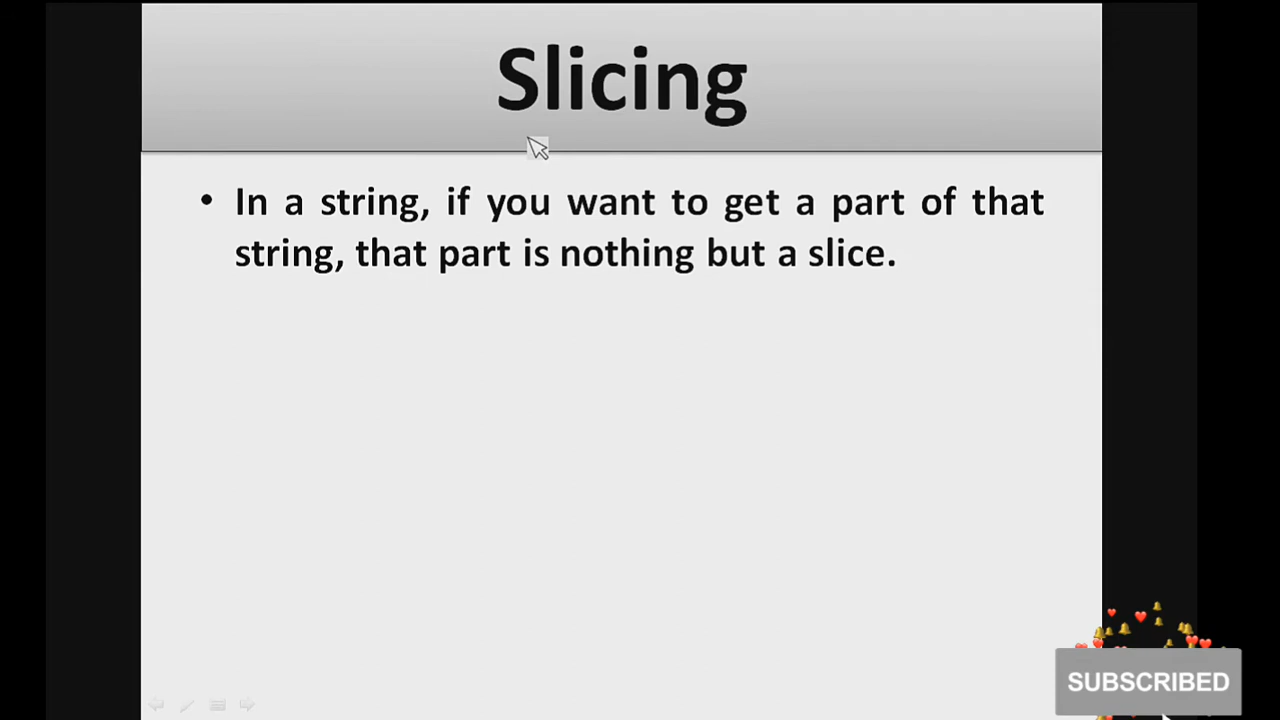 Slicing
• In a string, if you want to get a part of that
string, that part is nothing but a slice.
SUBSCRIBED